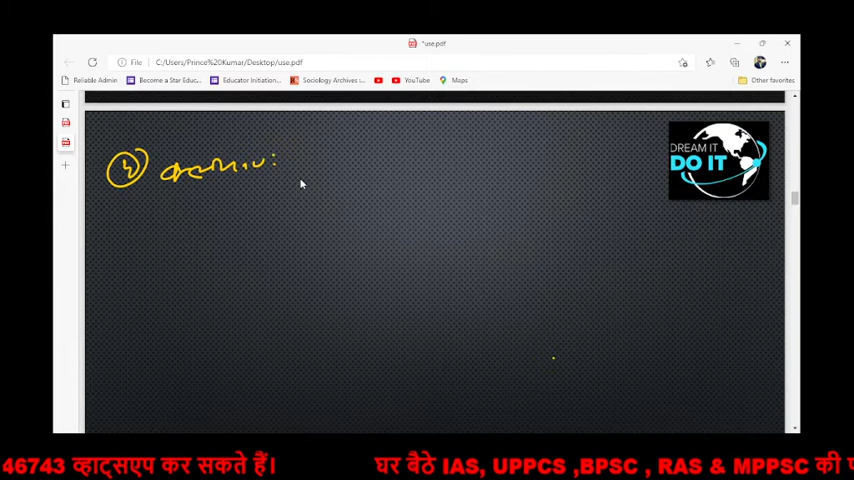 *use.pdf
File C:/Users/Prince%20Kumar/Desktop/use.pdf
Reliable Admin Become a Star Educ... Educator Initiation... Sociology Archives :... YouTube Maps Other favorites
DREAM IT
DO IT
46743 व्हाट्सएप कर सकते हैं। घर बैठे IAS, UPPCS ,BPSC , RAS & MPPSC की